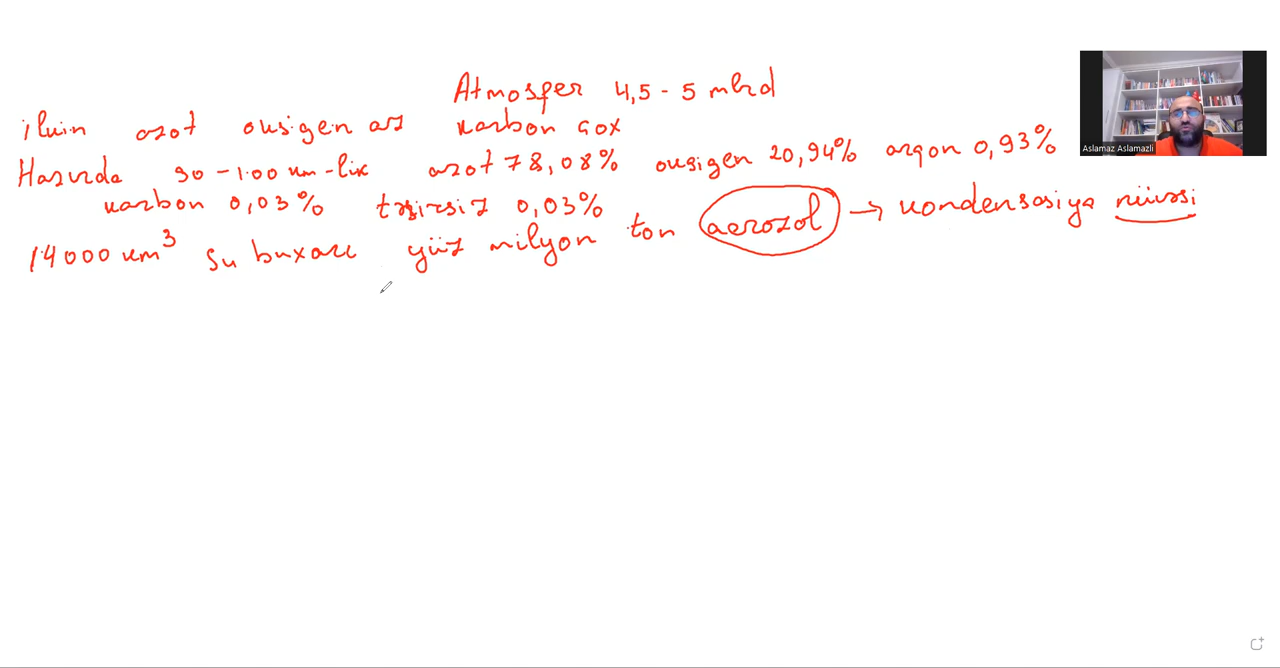 Atmosfer 4,5 - 5 mlrd
ilkin azot oksigen az karbon çox
Hazırda 90 - 100 km-lik azot 78,08% oksigen 20,94% arqon 0,93%
karbon 0,03% təsirsiz 0,03%
14000 km³ su buxarı yüz milyon ton aerozol → kondensasiya nüvəsi
Aslamaz Aslamazli